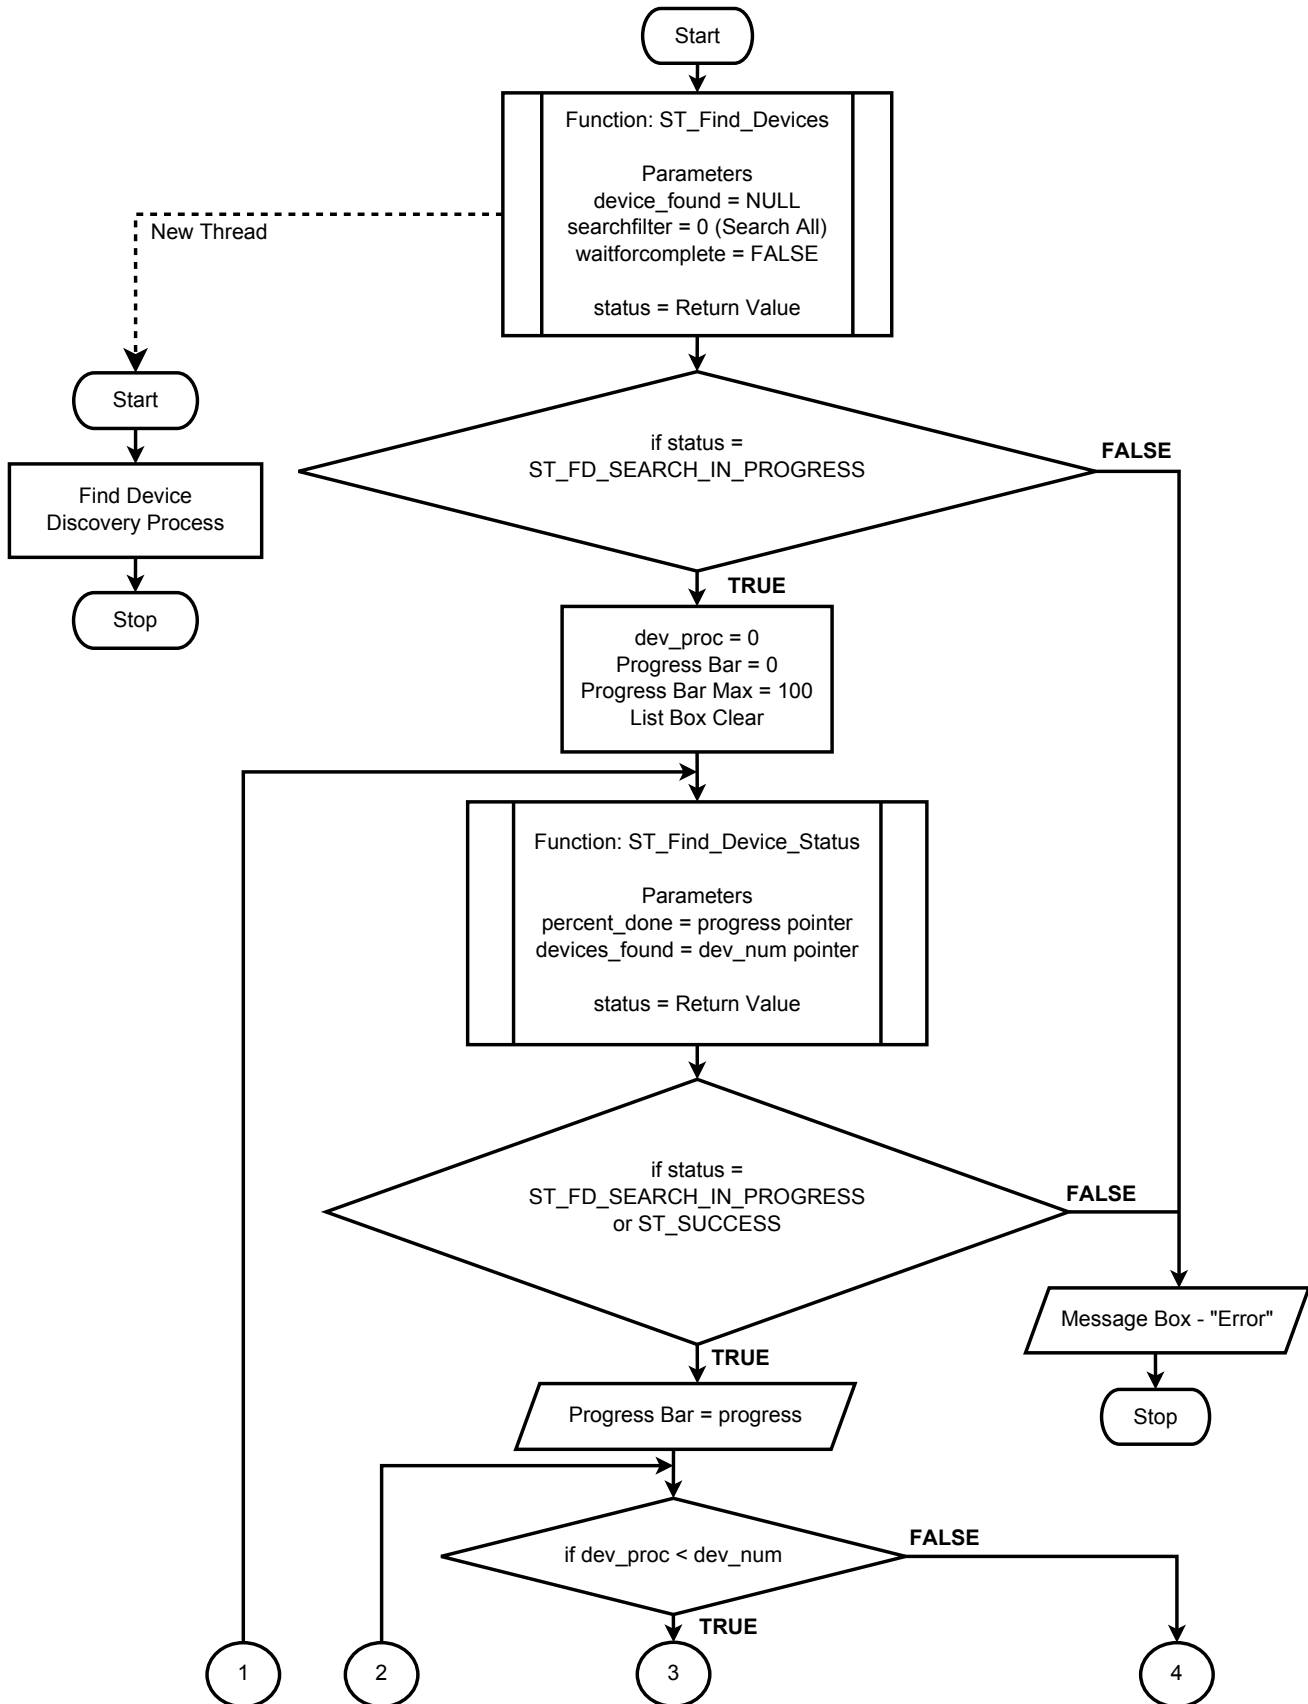 Start
Function: ST_Find_Devices
Parameters
device_found = NULL
searchfilter = 0 (Search All)
waitforcomplete = FALSE
status = Return Value
New Thread
Start
Find Device
Discovery Process
Stop
if status =
ST_FD_SEARCH_IN_PROGRESS
FALSE
TRUE
dev_proc = 0
Progress Bar = 0
Progress Bar Max = 100
List Box Clear
Function: ST_Find_Device_Status
Parameters
percent_done = progress pointer
devices_found = dev_num pointer
status = Return Value
if status =
ST_FD_SEARCH_IN_PROGRESS
or ST_SUCCESS
FALSE
Message Box - "Error"
Stop
TRUE
Progress Bar = progress
if dev_proc < dev_num
FALSE
TRUE
1
2
3
4